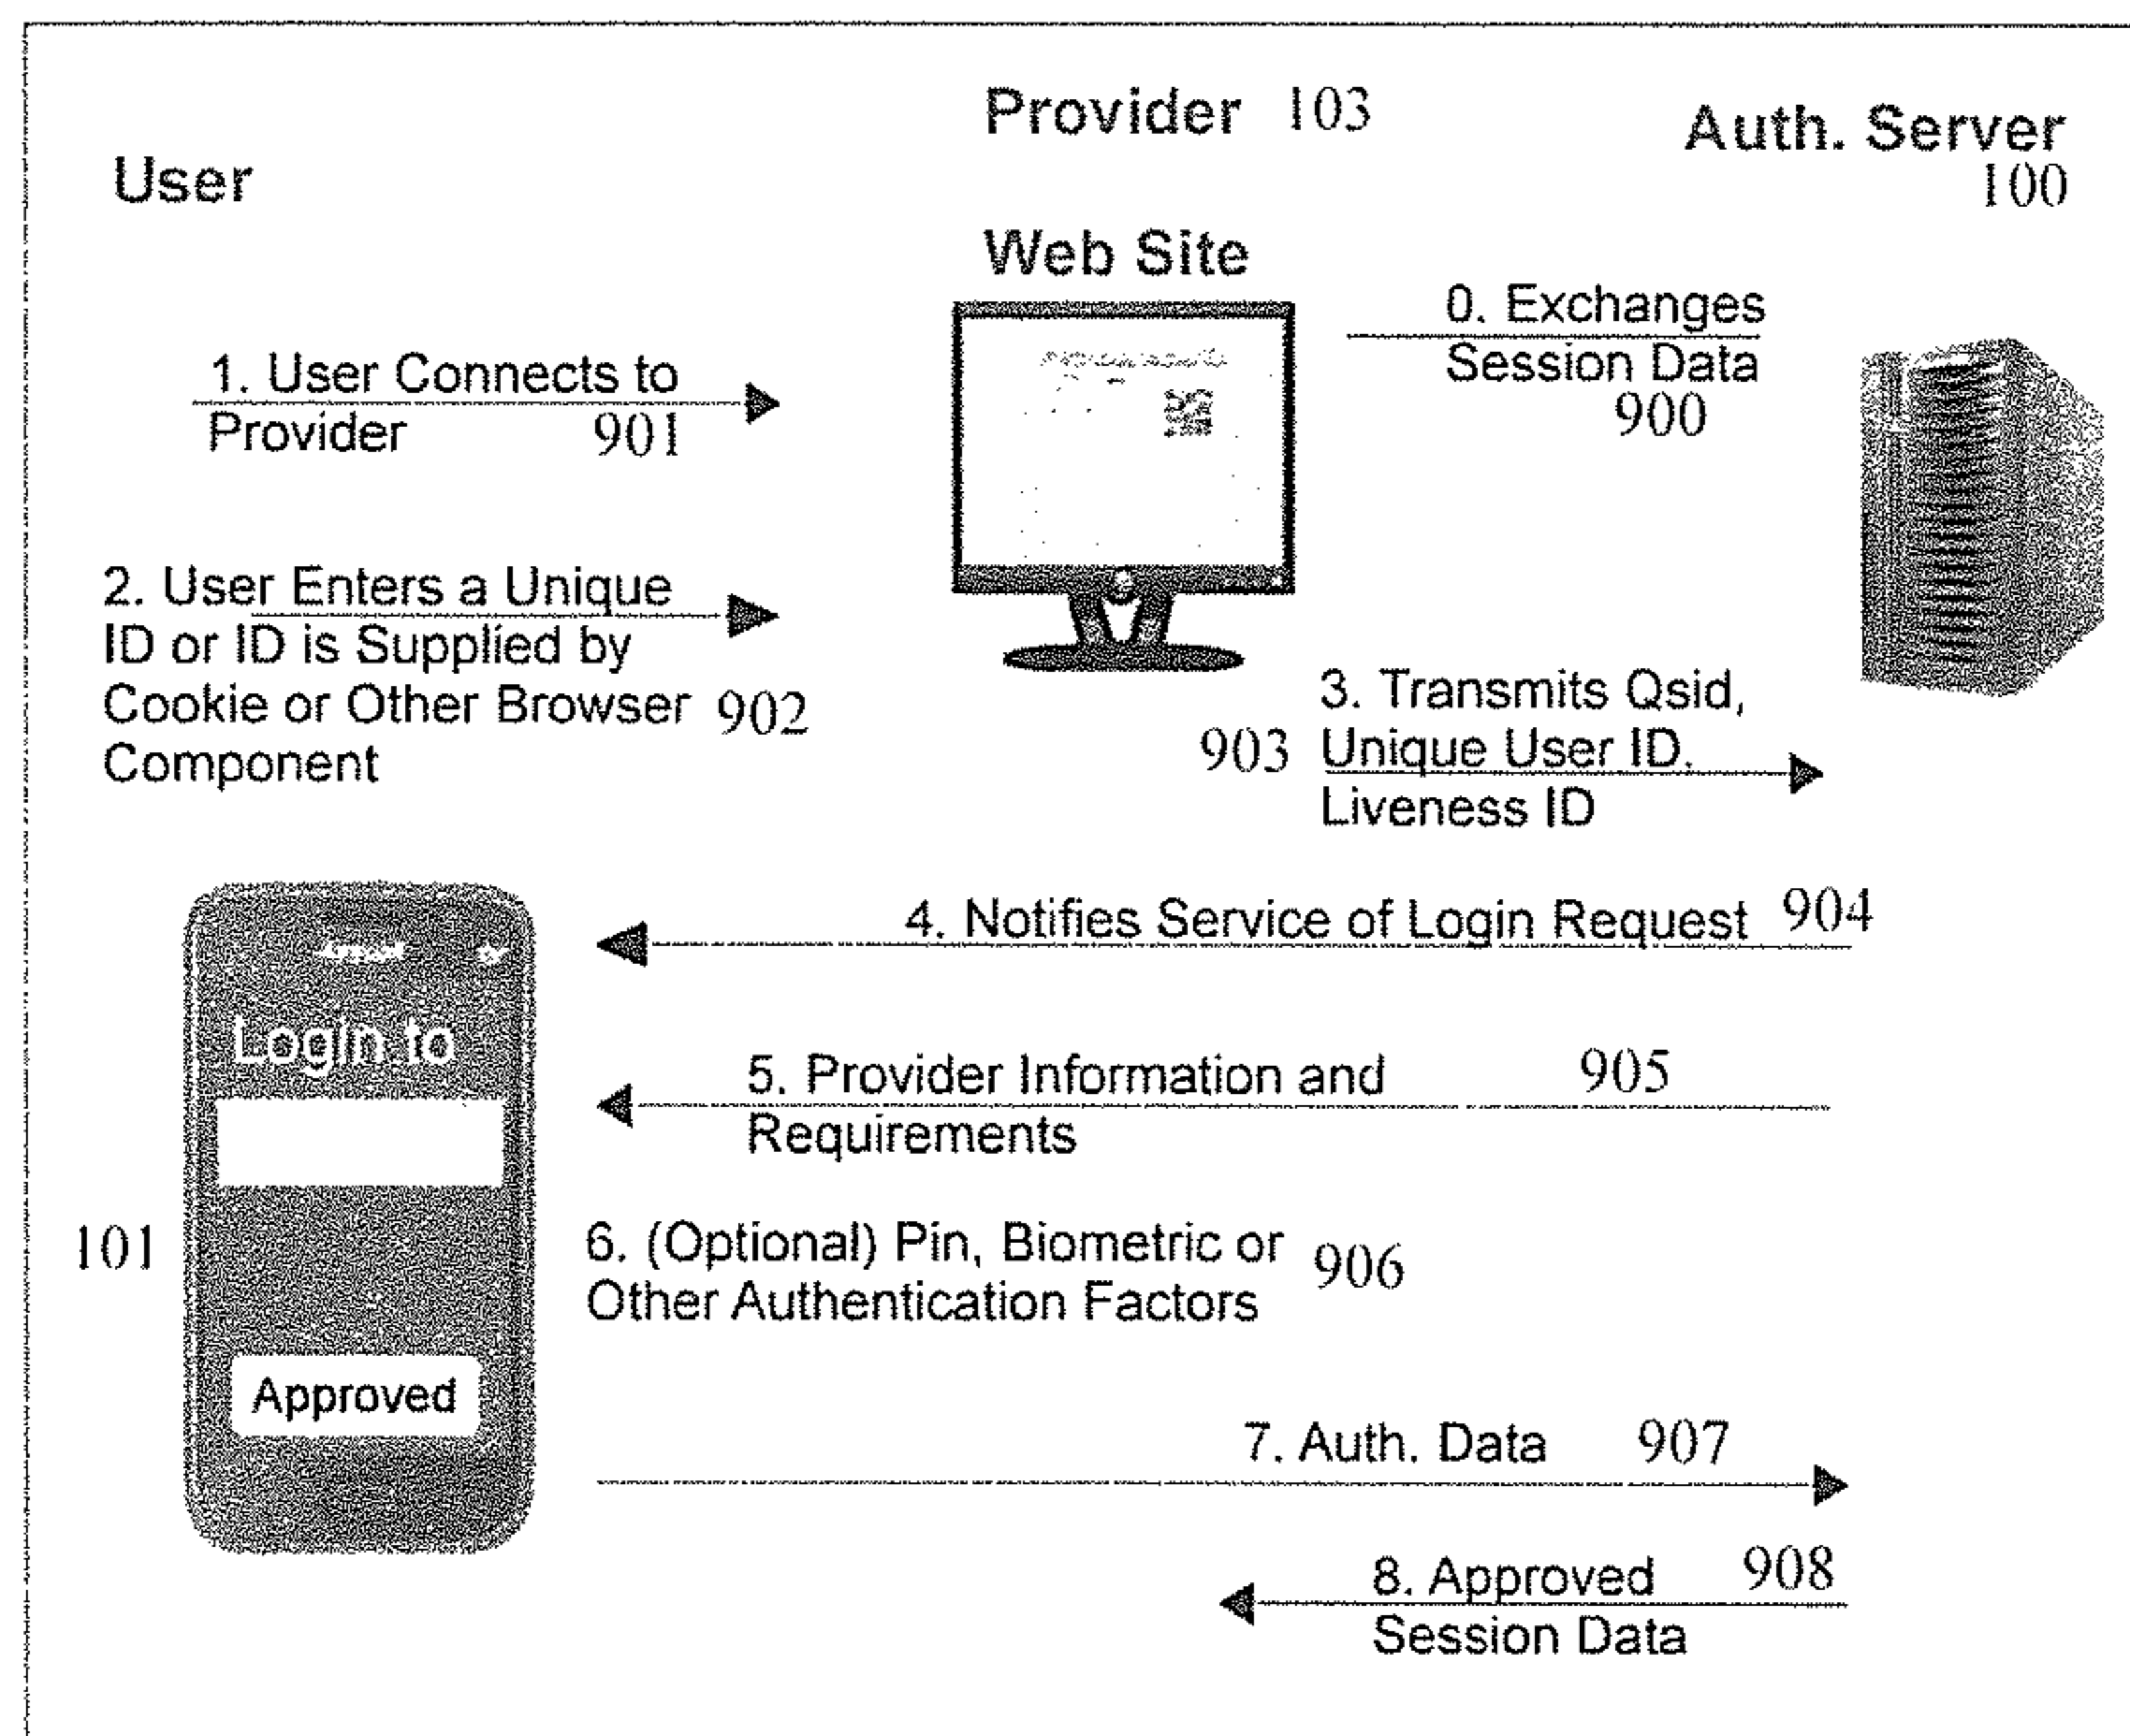 Provider 103
Auth. Server
100
User
Web Site
0. Exchanges
Session Data
900
1. User Connects to
Provider 901
2. User Enters a Unique
ID or ID is Supplied by
Cookie or Other Browser 902
Component
3. Transmits Qsid,
903 Unique User ID.
Liveness ID
4. Notifies Service of Login Request 904
Login to
5. Provider Information and 905
Requirements
101
6. (Optional) Pin, Biometric or 906
Other Authentication Factors
Approved
7. Auth. Data 907
8. Approved 908
Session Data